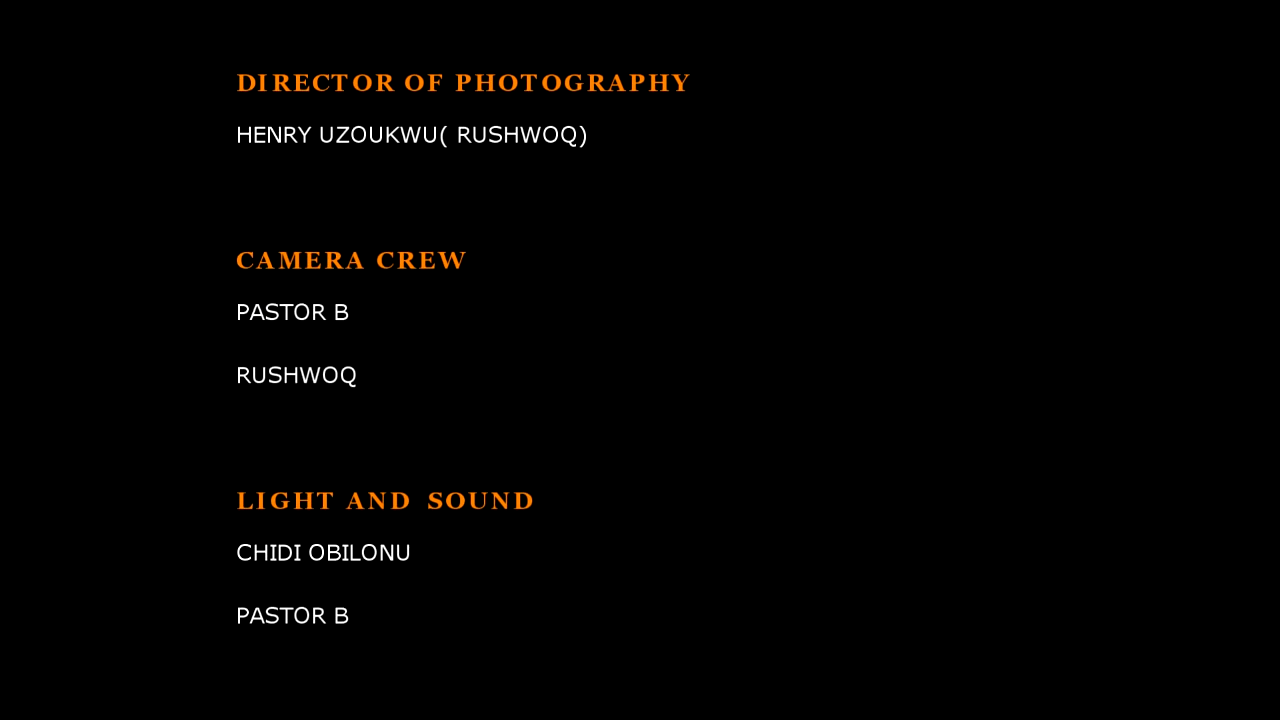 DIRECTOR OF PHOTOGRAPHY
HENRY UZOUKWU( RUSHWOQ)
CAMERA CREW
PASTOR B
RUSHWOQ
LIGHT AND SOUND
CHIDI OBILONU
PASTOR B